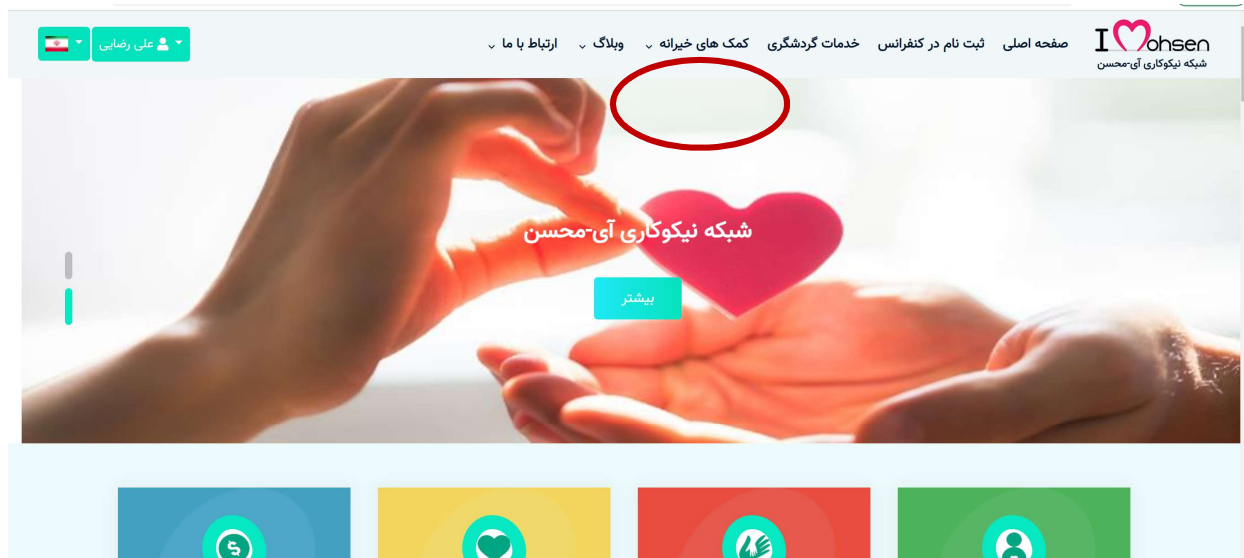 I Mohsen
شبکه نیکوکاری آی-محسن
صفحه اصلی ثبت نام در کنفرانس خدمات گردشگری کمک های خیرانه وبلاگ ارتباط با ما
علی رضایی
شبکه نیکوکاری آی-محسن
بیشتر